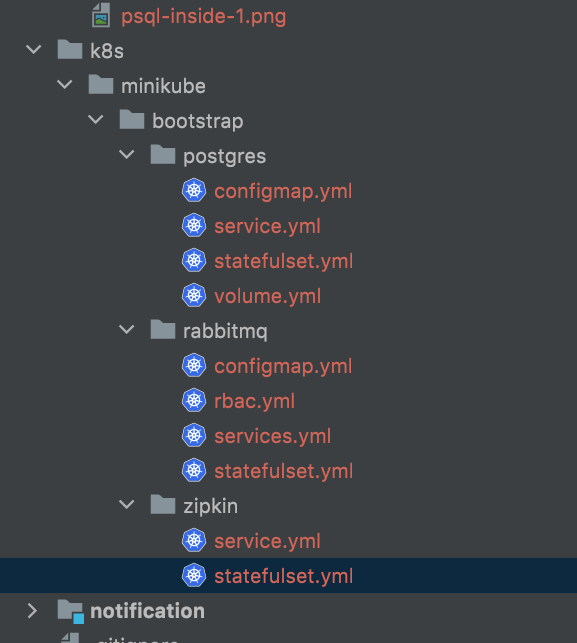 psql-inside-1.png
k8s
minikube
bootstrap
postgres
configmap.yml
service.yml
statefulset.yml
volume.yml
rabbitmq
configmap.yml
rbac.yml
services.yml
statefulset.yml
zipkin
service.yml
statefulset.yml
notification
.gitignore